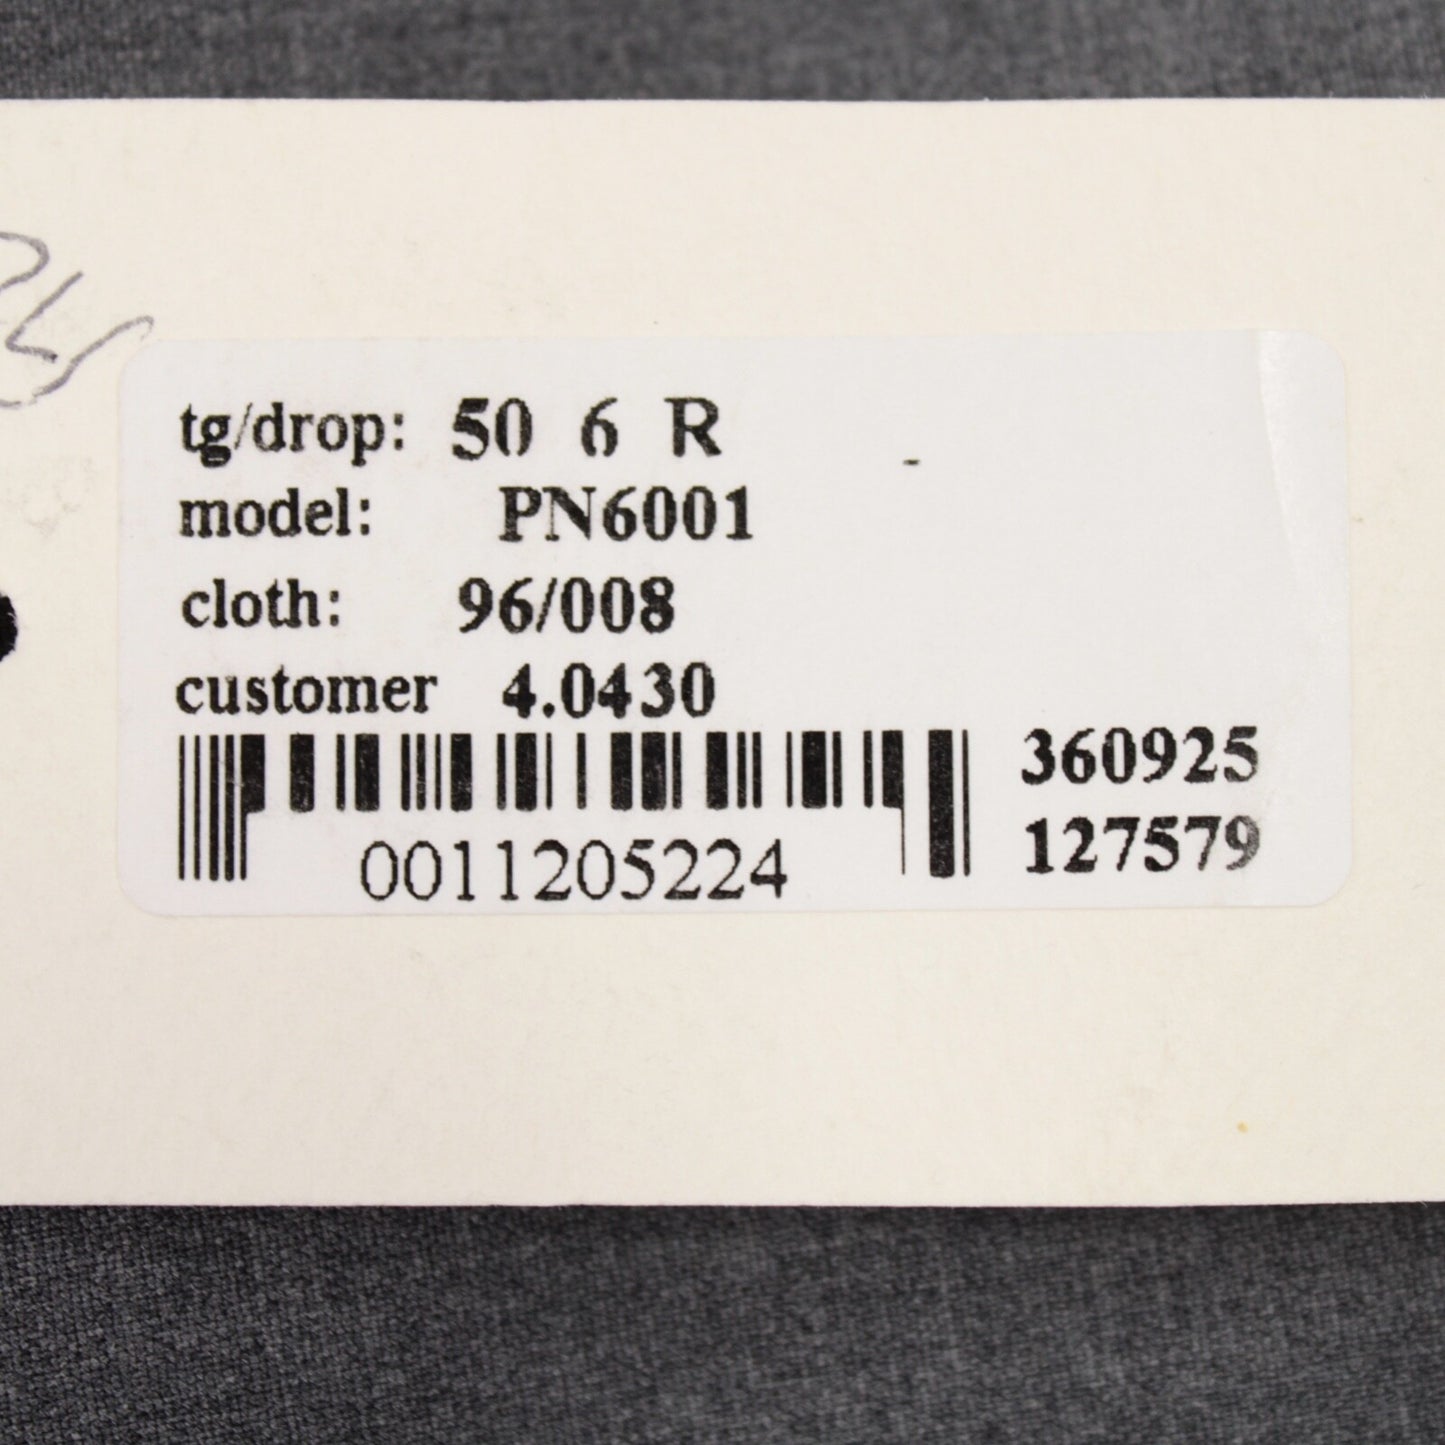 tg/drop: 50 6 R
model: PN6001
cloth: 96/008
customer 4.0430
360925
0011205224
127579